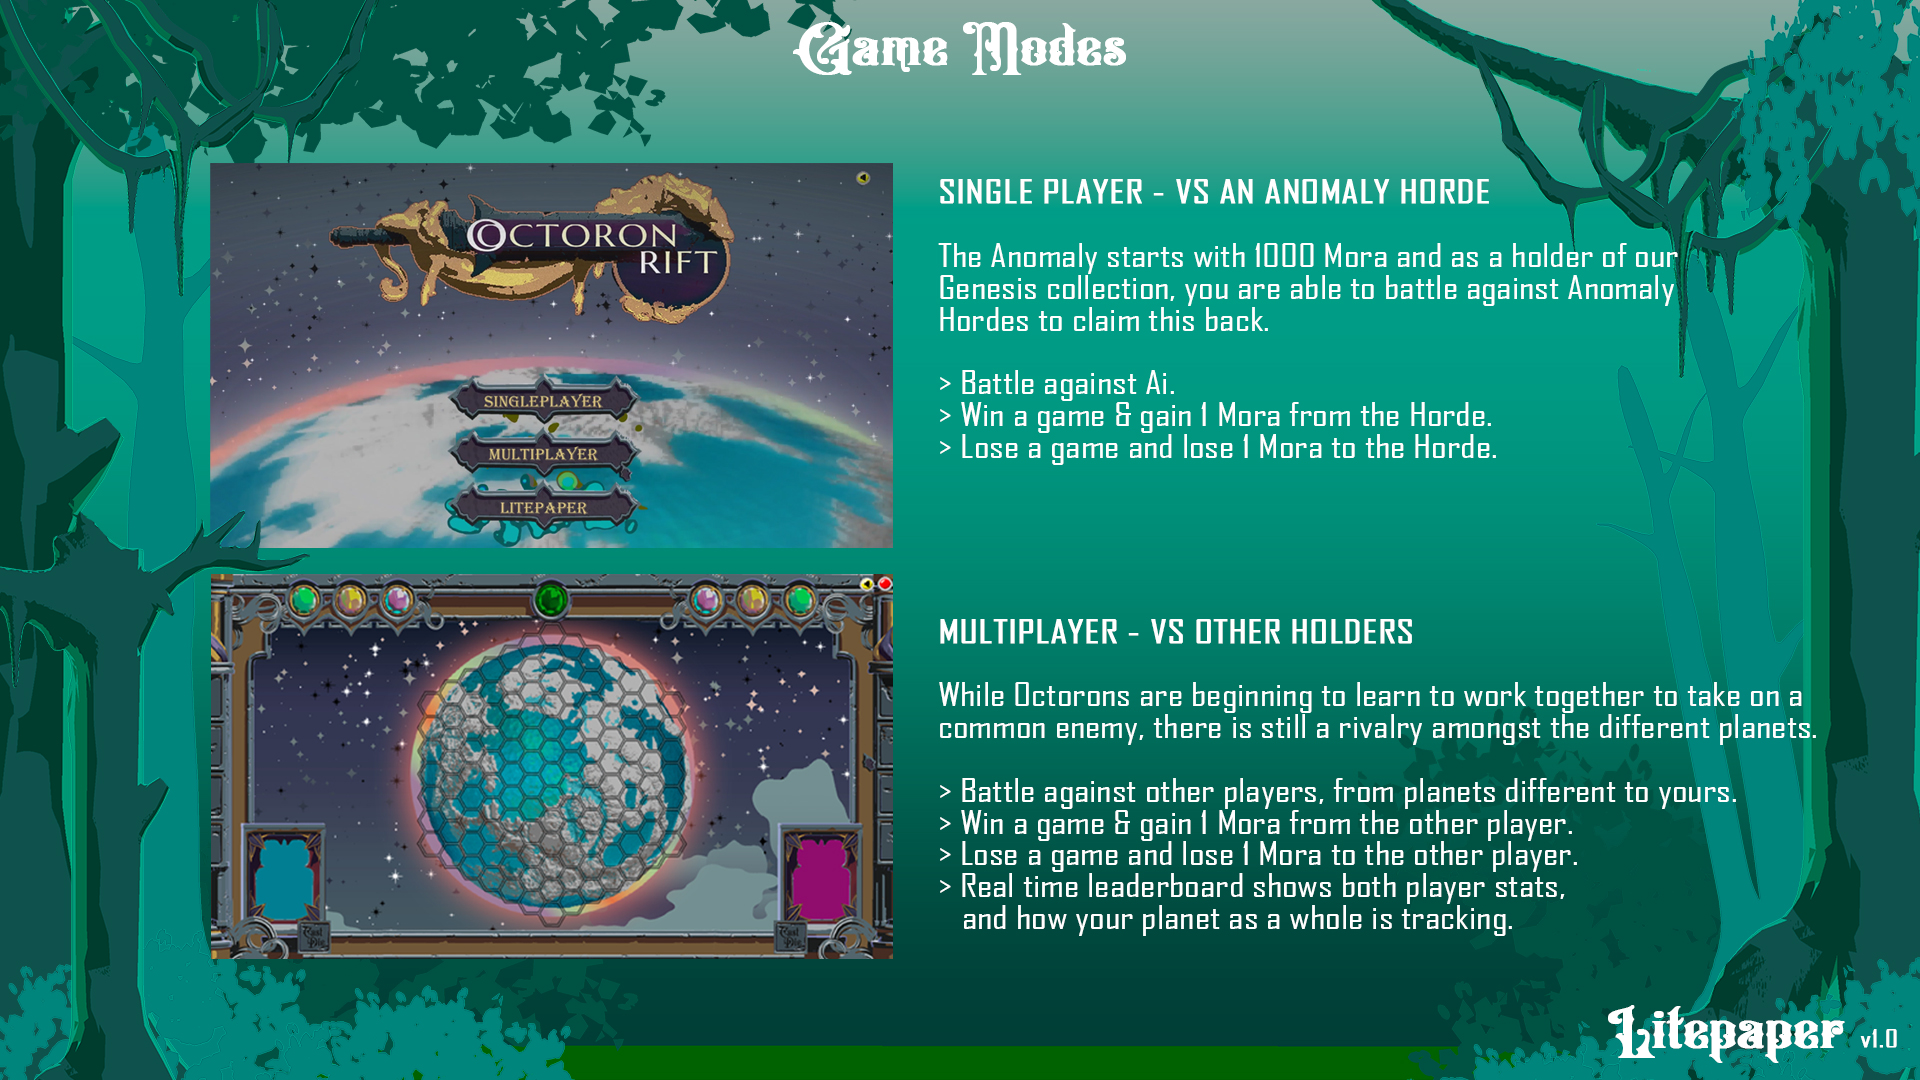 Game Modes
OCTORON
RIFT
SINGLEPLAYER
MULTIPLAYER
LITEPAPER
SINGLE PLAYER - VS AN ANOMALY HORDE
The Anomaly starts with 1000 Mora and as a holder of our
Genesis collection, you are able to battle against Anomaly
Hordes to claim this back.
> Battle against Ai.
> Win a game & gain 1 Mora from the Horde.
> Lose a game and lose 1 Mora to the Horde.
MULTIPLAYER - VS OTHER HOLDERS
While Octorons are beginning to learn to work together to take on a
common enemy, there is still a rivalry amongst the different planets.
> Battle against other players, from planets different to yours.
> Win a game & gain 1 Mora from the other player.
> Lose a game and lose 1 Mora to the other player.
> Real time leaderboard shows both player stats,
and how your planet as a whole is tracking.
Litepaper v1.0